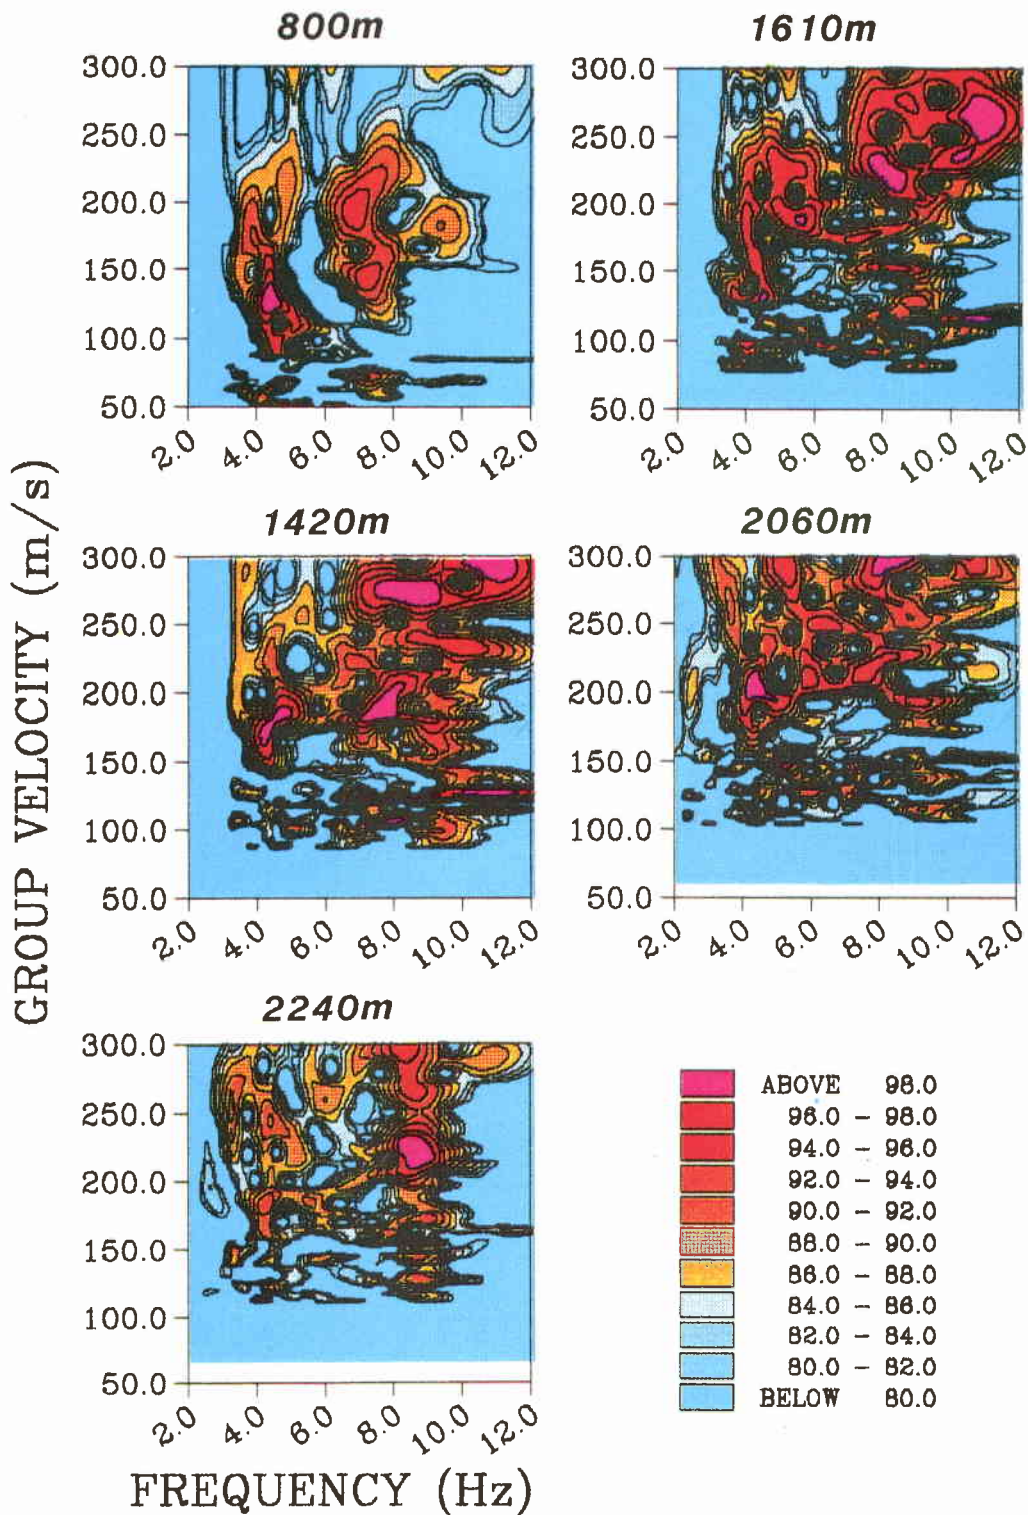 800m
1610m
300.0
250.0
200.0
150.0
100.0
50.0
2.0 4.0 6.0 8.0 10.0 12.0
300.0
250.0
200.0
150.0
100.0
50.0
2.0 4.0 6.0 8.0 10.0 12.0
GROUP VELOCITY (m/s)
1420m
2060m
300.0
250.0
200.0
150.0
100.0
50.0
2.0 4.0 6.0 8.0 10.0 12.0
300.0
250.0
200.0
150.0
100.0
50.0
2.0 4.0 6.0 8.0 10.0 12.0
2240m
300.0
250.0
200.0
150.0
100.0
50.0
2.0 4.0 6.0 8.0 10.0 12.0
FREQUENCY (Hz)
ABOVE 98.0
96.0 - 98.0
94.0 - 96.0
92.0 - 94.0
90.0 - 92.0
88.0 - 90.0
86.0 - 88.0
84.0 - 86.0
82.0 - 84.0
80.0 - 82.0
BELOW 80.0